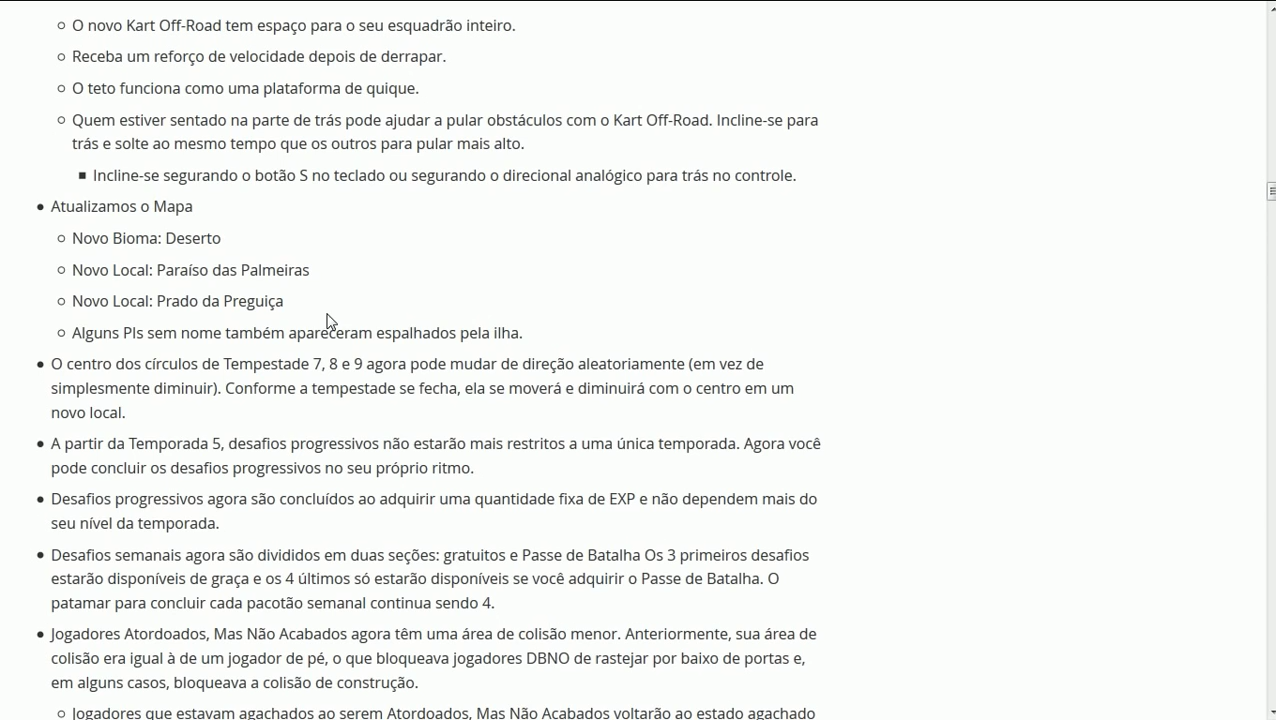 O novo Kart Off-Road tem espaço para o seu esquadrão inteiro.
Receba um reforço de velocidade depois de derrapar.
O teto funciona como uma plataforma de quique.
Quem estiver sentado na parte de trás pode ajudar a pular obstáculos com o Kart Off-Road. Incline-se para
trás e solte ao mesmo tempo que os outros para pular mais alto.
Incline-se segurando o botão S no teclado ou segurando o direcional analógico para trás no controle.
Atualizamos o Mapa
Novo Bioma: Deserto
Novo Local: Paraíso das Palmeiras
Novo Local: Prado da Preguiça
Alguns PIs sem nome também apareceram espalhados pela ilha.
O centro dos círculos de Tempestade 7, 8 e 9 agora pode mudar de direção aleatoriamente (em vez de
simplesmente diminuir). Conforme a tempestade se fecha, ela se moverá e diminuirá com o centro em um
novo local.
A partir da Temporada 5, desafios progressivos não estarão mais restritos a uma única temporada. Agora você
pode concluir os desafios progressivos no seu próprio ritmo.
Desafios progressivos agora são concluídos ao adquirir uma quantidade fixa de EXP e não dependem mais do
seu nível da temporada.
Desafios semanais agora são divididos em duas seções: gratuitos e Passe de Batalha Os 3 primeiros desafios
estarão disponíveis de graça e os 4 últimos só estarão disponíveis se você adquirir o Passe de Batalha. O
patamar para concluir cada pacotão semanal continua sendo 4.
Jogadores Atordoados, Mas Não Acabados agora têm uma área de colisão menor. Anteriormente, sua área de
colisão era igual à de um jogador de pé, o que bloqueava jogadores DBNO de rastejar por baixo de portas e,
em alguns casos, bloqueava a colisão de construção.
Jogadores que estavam agachados ao serem Atordoados, Mas Não Acabados voltarão ao estado agachado